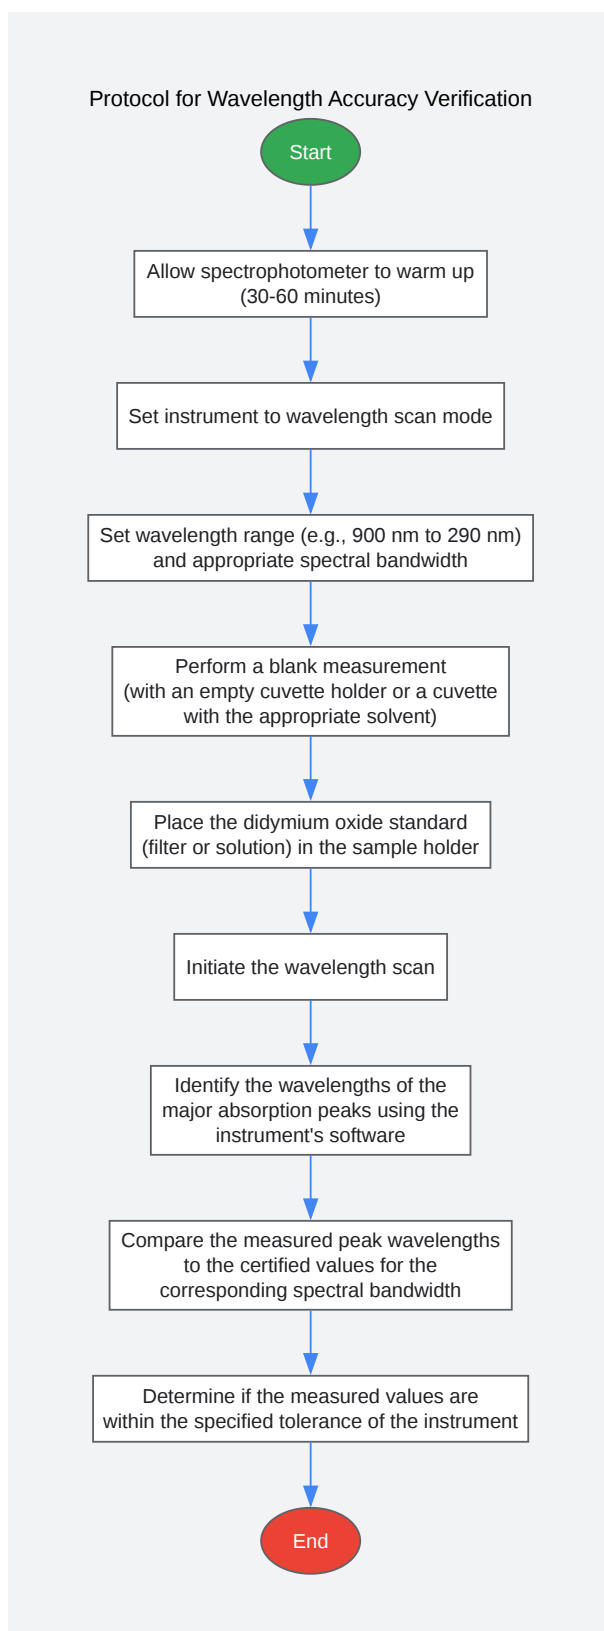 Protocol for Wavelength Accuracy Verification
Start
Allow spectrophotometer to warm up
(30-60 minutes)
Set instrument to wavelength scan mode
Set wavelength range (e.g., 900 nm to 290 nm)
and appropriate spectral bandwidth
Perform a blank measurement
(with an empty cuvette holder or a cuvette
with the appropriate solvent)
Place the didymium oxide standard
(filter or solution) in the sample holder
Initiate the wavelength scan
Identify the wavelengths of the
major absorption peaks using the
instrument's software
Compare the measured peak wavelengths
to the certified values for the
corresponding spectral bandwidth
Determine if the measured values are
within the specified tolerance of the instrument
End